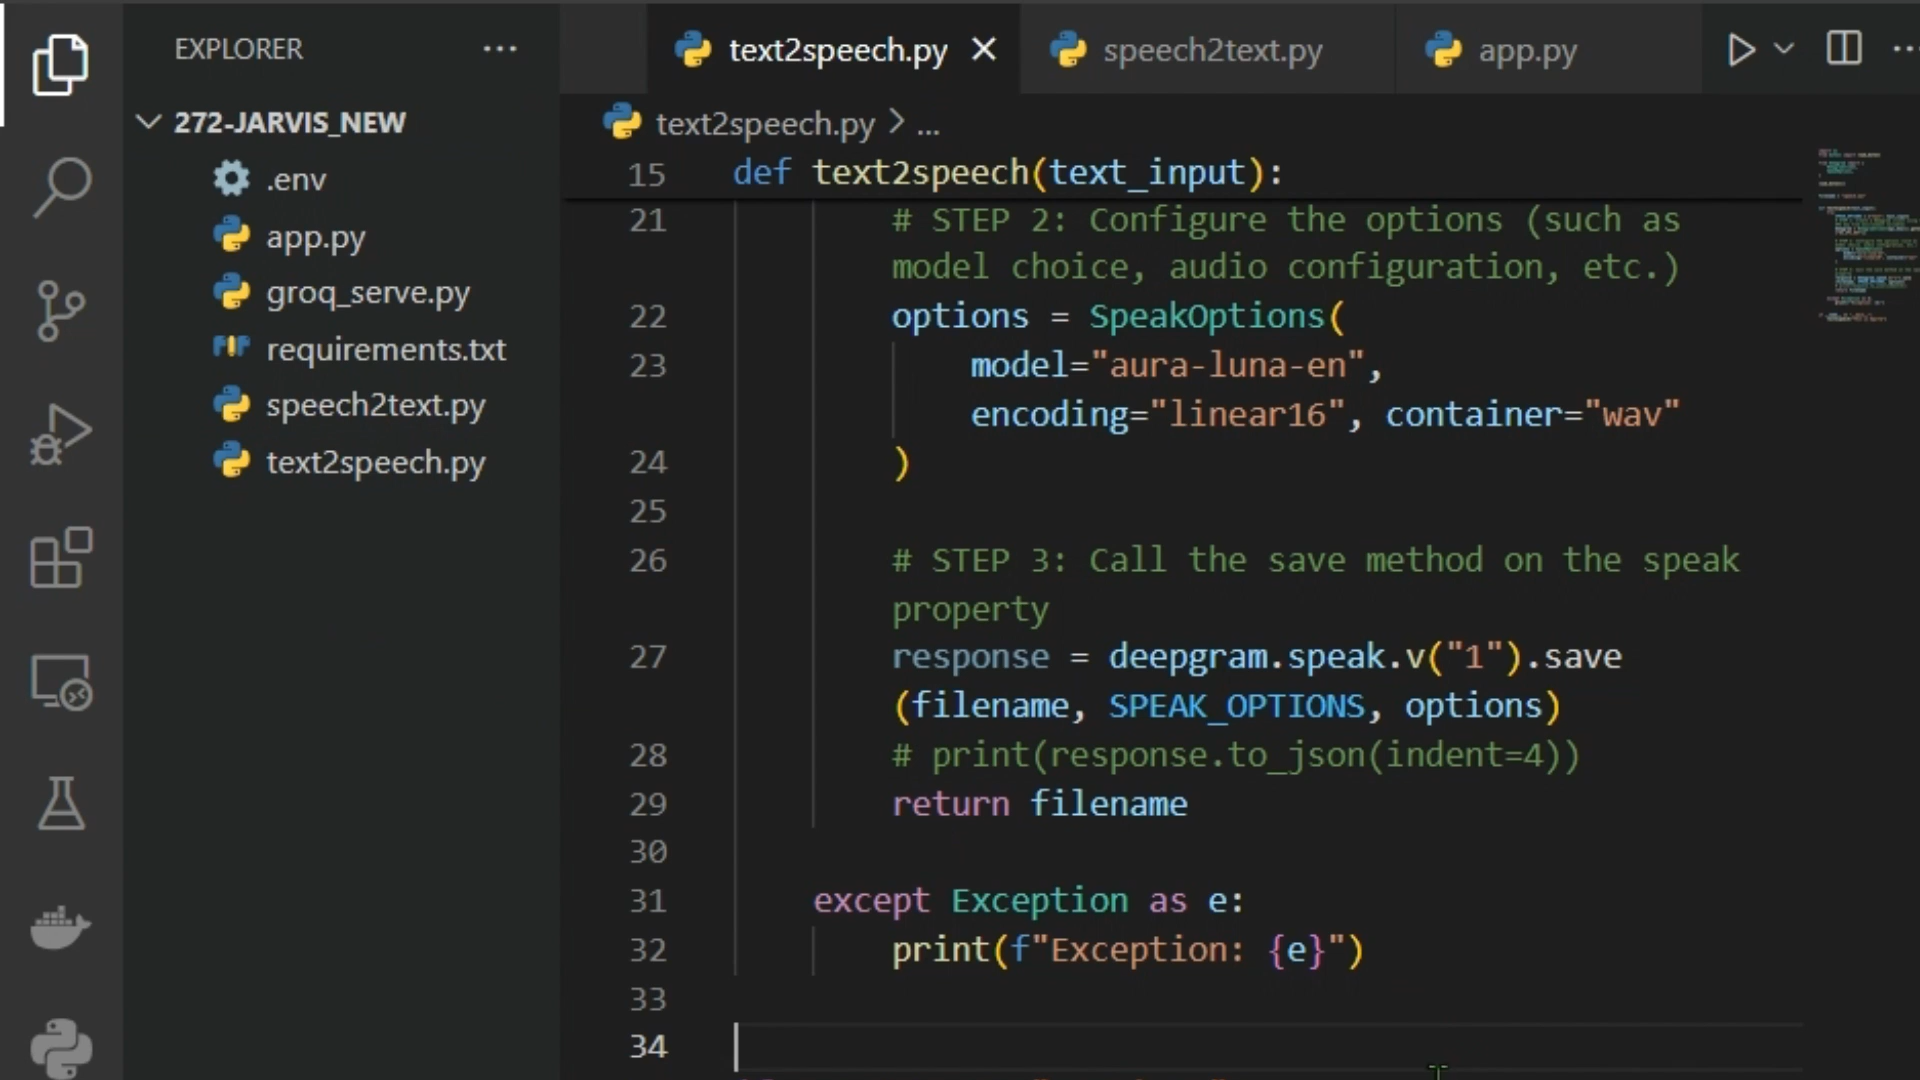 EXPLORER
272-JARVIS_NEW
.env
app.py
groq_serve.py
requirements.txt
speech2text.py
text2speech.py
text2speech.py
speech2text.py
app.py
text2speech.py > ...
15 def text2speech(text_input):
21 # STEP 2: Configure the options (such as
model choice, audio configuration, etc.)
22 options = SpeakOptions(
23 model="aura-luna-en",
encoding="linear16", container="wav"
24 )
25
26 # STEP 3: Call the save method on the speak
property
27 response = deepgram.speak.v("1").save
(filename, SPEAK_OPTIONS, options)
28 # print(response.to_json(indent=4))
29 return filename
30
31 except Exception as e:
32 print(f"Exception: {e}")
33
34